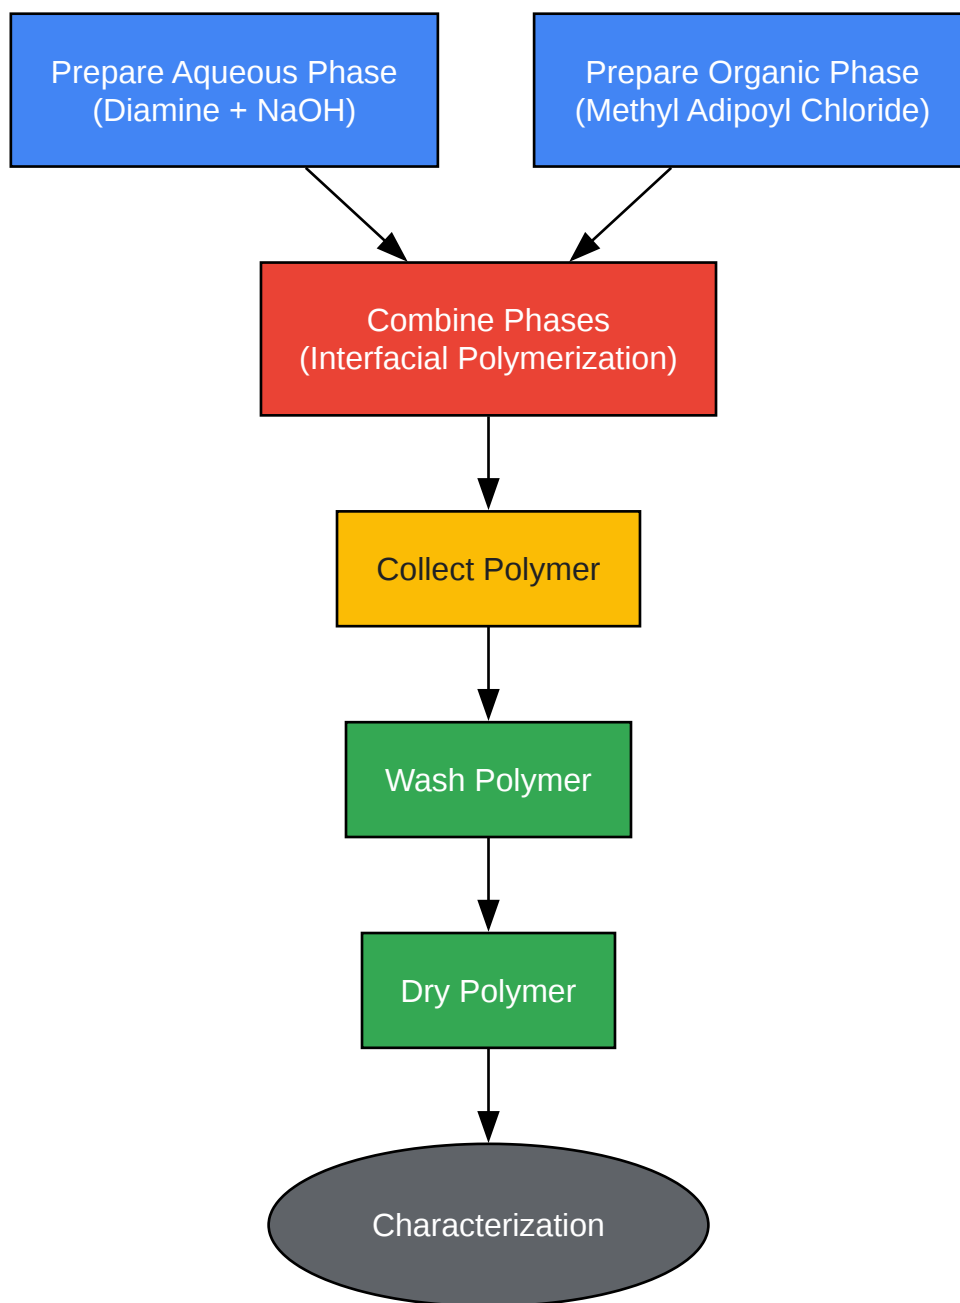 Prepare Aqueous Phase
(Diamine + NaOH)
Prepare Organic Phase
(Methyl Adipoyl Chloride)
Combine Phases
(Interfacial Polymerization)
Collect Polymer
Wash Polymer
Dry Polymer
Characterization